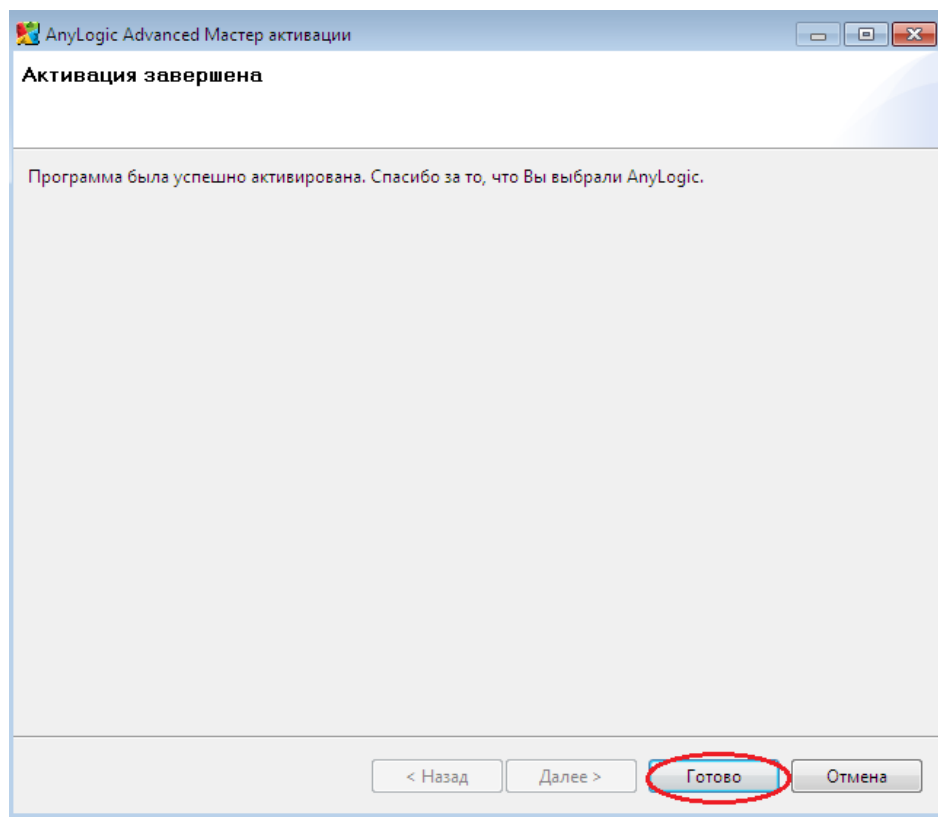 AnyLogic Advanced Мастер активации
Активация завершена
Программа была успешно активирована. Спасибо за то, что Вы выбрали AnyLogic.
< Назад Далее > Готово Отмена